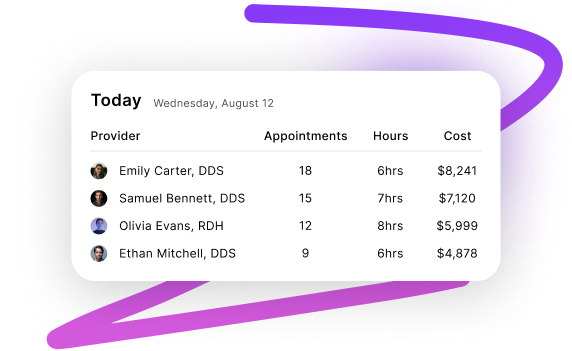 Today Wednesday, August 12
Provider Appointments Hours Cost
Emily Carter, DDS 18 6hrs $8,241
Samuel Bennett, DDS 15 7hrs $7,120
Olivia Evans, RDH 12 8hrs $5,999
Ethan Mitchell, DDS 9 6hrs $4,878